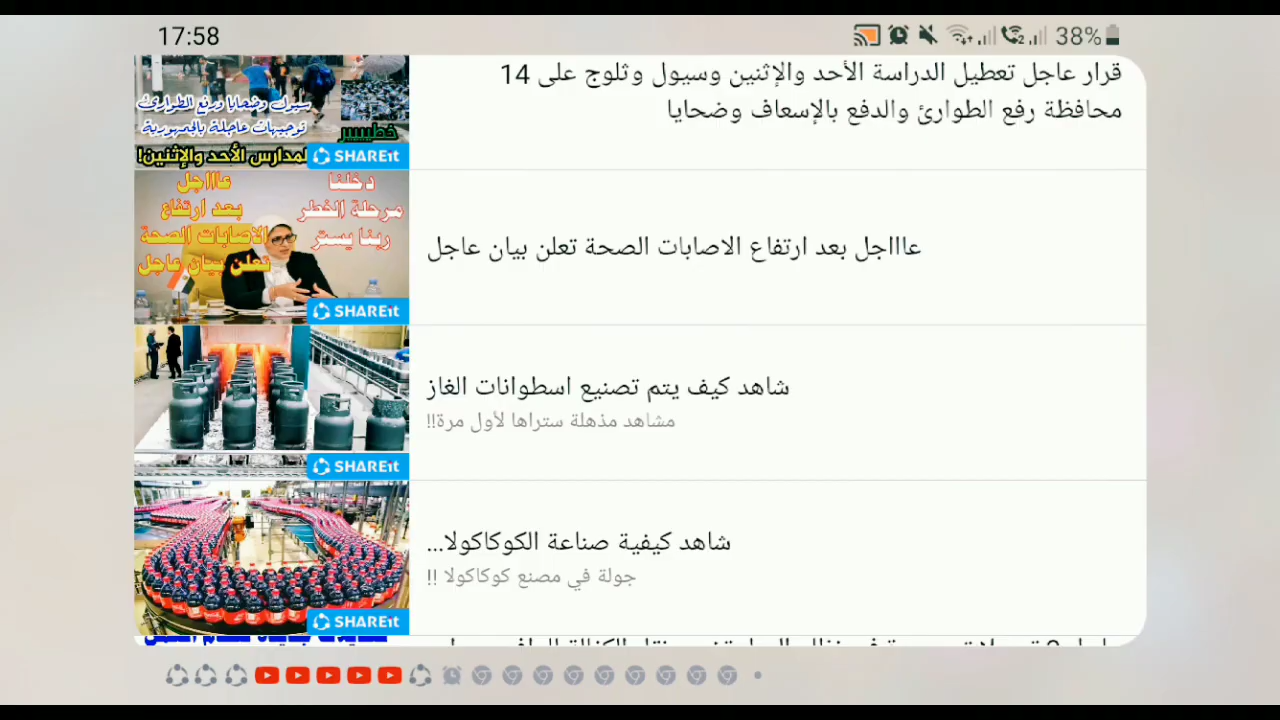 17:58
38%
قرار عاجل تعطيل الدراسة الأحد والإثنين وسيول وثلوج على 14
محافظة رفع الطوارئ والدفع بالإسعاف وضحايا
سيول وضحايا ورفع الطوارئ
توجيهات عاجلة بالجمهورية
خطيييير
لمدارس الأحد والإثنين!
SHAREit
عاااجل بعد ارتفاع الاصابات الصحة تعلن بيان عاجل
دخلنا
مرحلة الخطر
ربنا يستر
عاااجل
بعد ارتفاع
الاصابات الصحة
تعلن بيان عاجل
SHAREit
شاهد كيف يتم تصنيع اسطوانات الغاز
مشاهد مذهلة ستراها لأول مرة!!
SHAREit
شاهد كيفية صناعة الكوكاكولا...
جولة في مصنع كوكاكولا !!
SHAREit